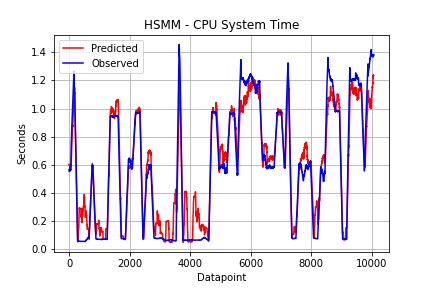 HSMM - CPU System Time
Predicted
Observed
Seconds
1.4
1.2
1.0
0.8
0.6
0.4
0.2
0.0
0 2000 4000 6000 8000 10000
Datapoint